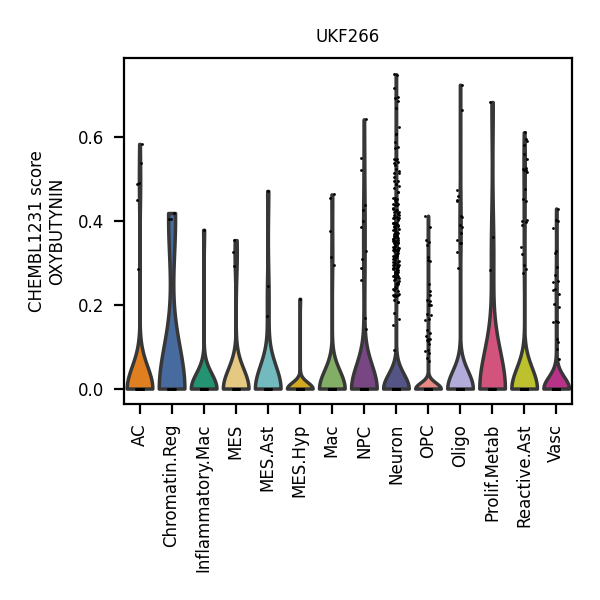 UKF266
CHEMBL1231 score
OXYBUTYNIN
0.6
0.4
0.2
0.0
AC
Chromatin.Reg
Inflammatory.Mac
MES
MES.Ast
MES.Hyp
Mac
NPC
Neuron
OPC
Oligo
Prolif.Metab
Reactive.Ast
Vasc